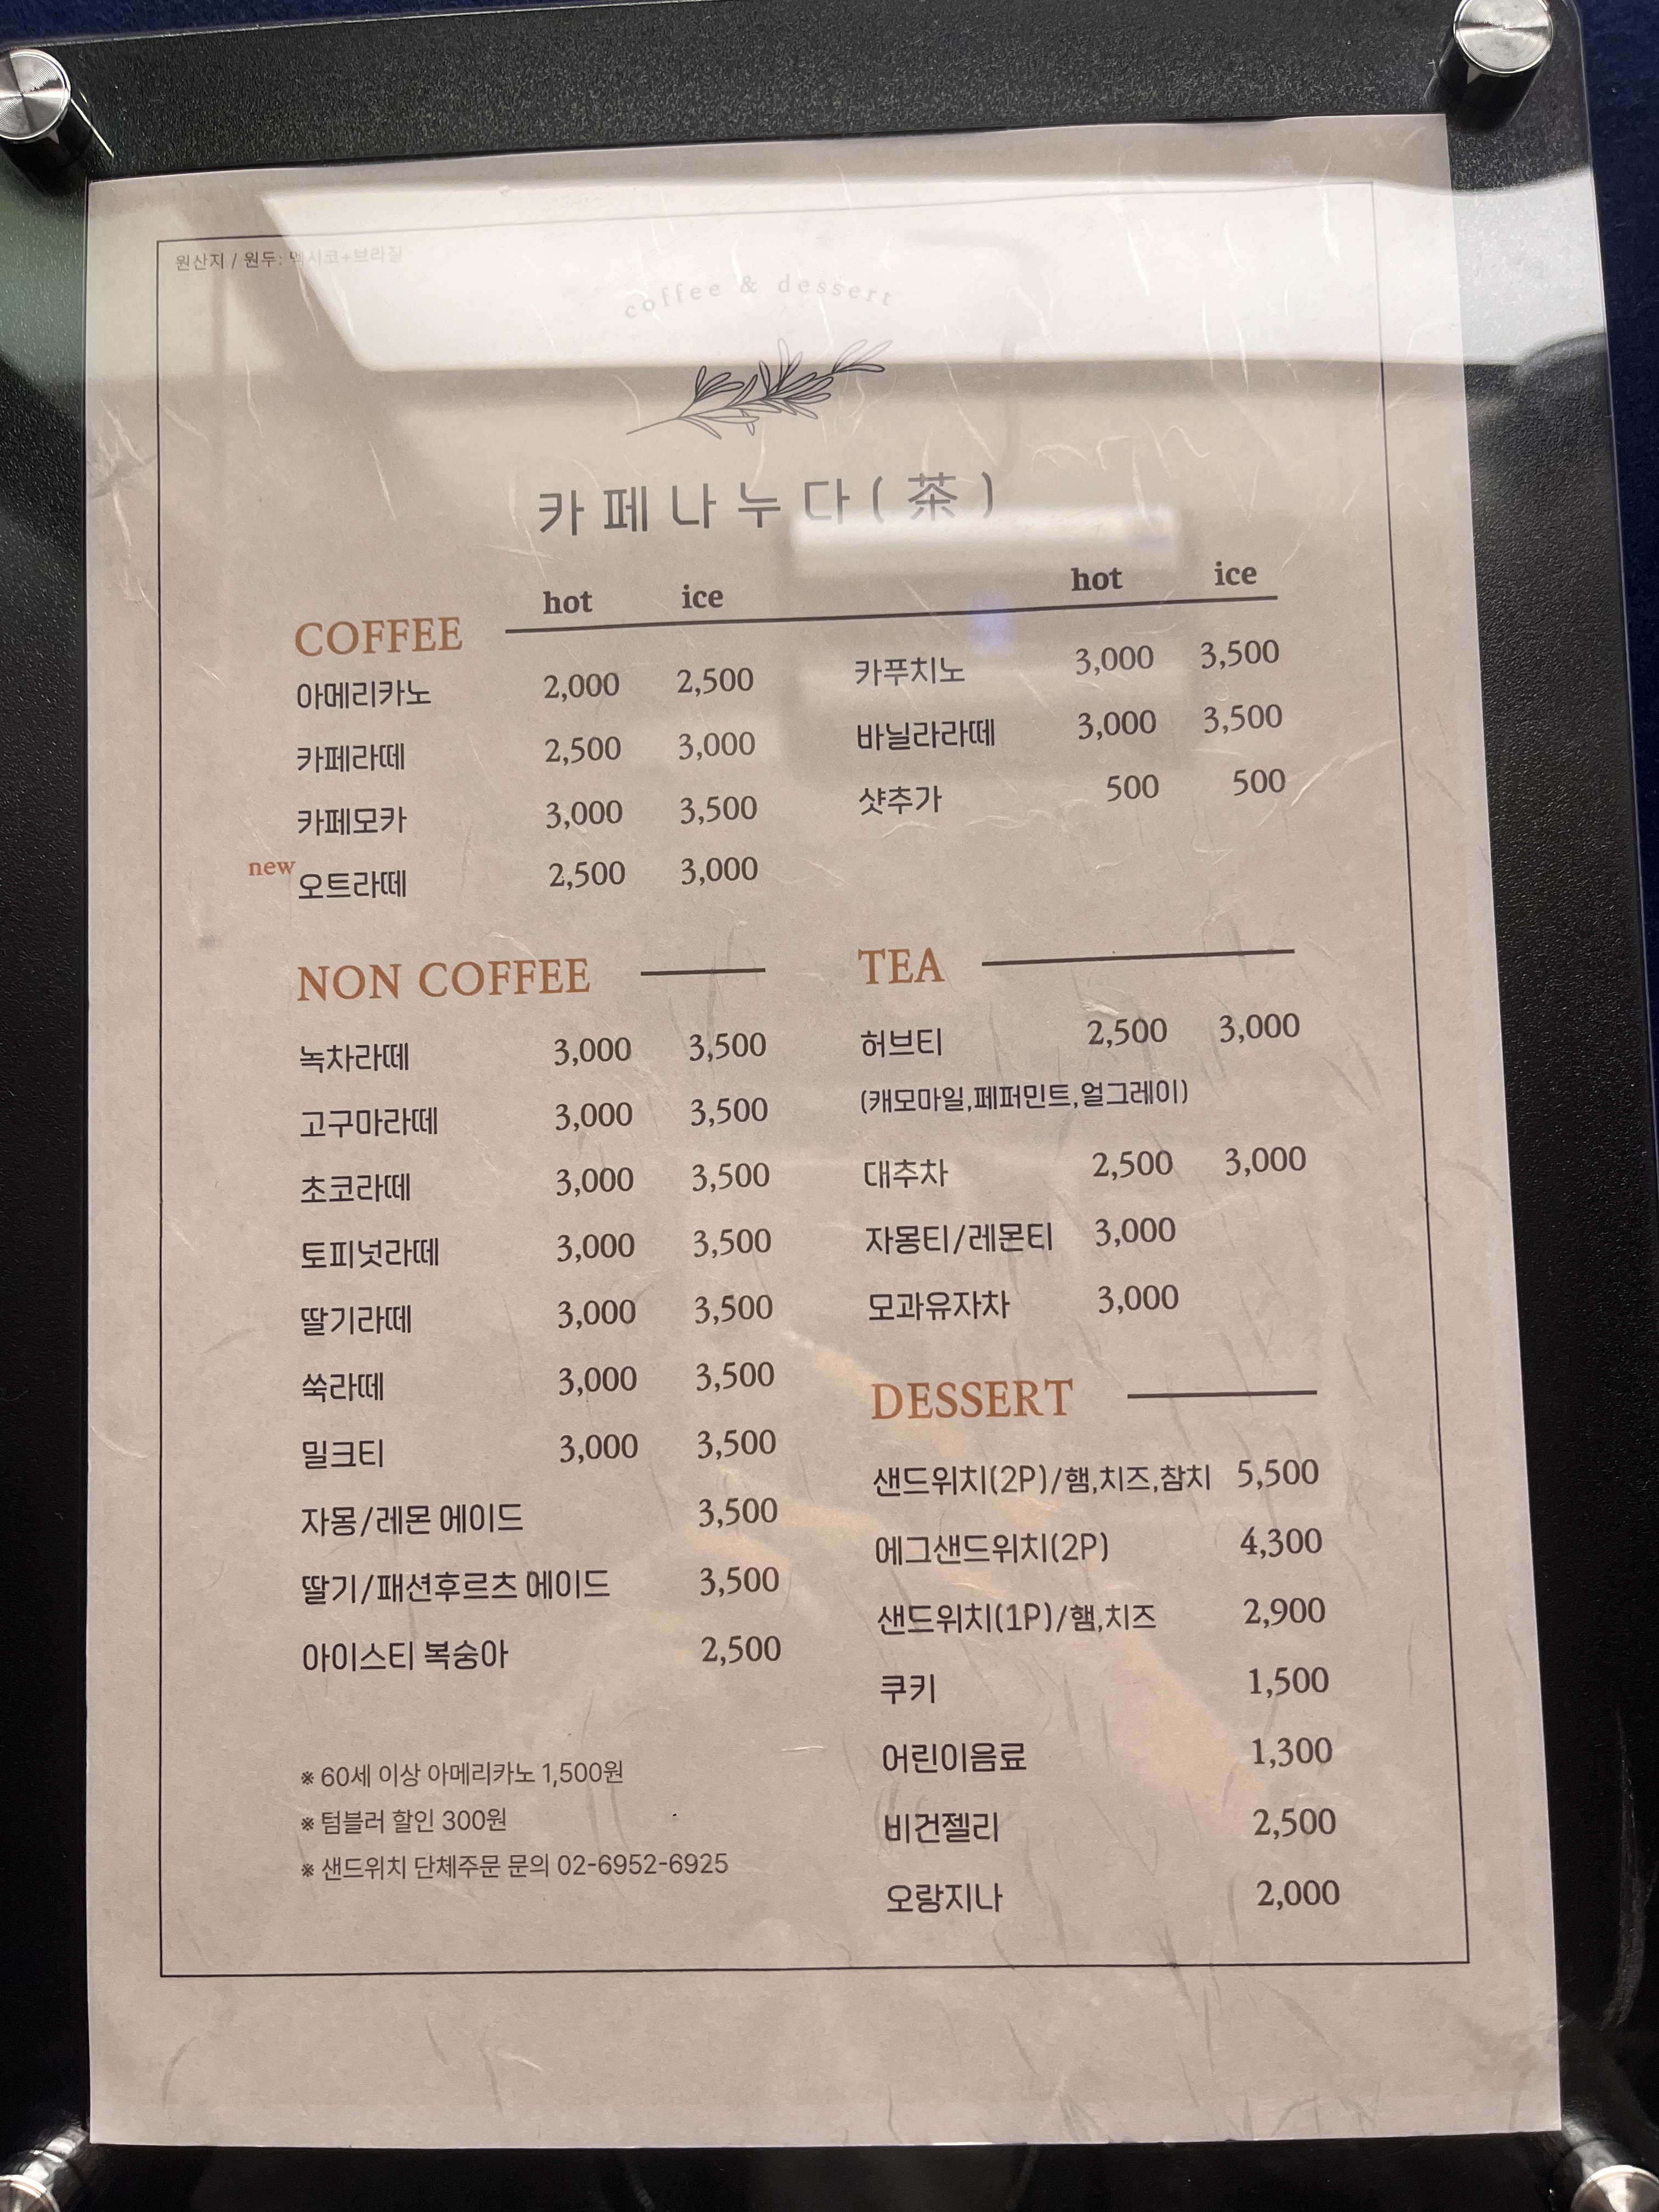 원산지 / 원두: 멕시코+브라질
coffee & dessert
카페나누다(茶)
hot ice
hot ice
COFFEE
아메리카노 2,000 2,500
카페라떼 2,500 3,000
카페모카 3,000 3,500
new 오트라떼 2,500 3,000
카푸치노 3,000 3,500
바닐라라떼 3,000 3,500
샷추가 500 500
NON COFFEE
녹차라떼 3,000 3,500
고구마라떼 3,000 3,500
초코라떼 3,000 3,500
토피넛라떼 3,000 3,500
딸기라떼 3,000 3,500
쑥라떼 3,000 3,500
밀크티 3,000 3,500
자몽/레몬 에이드 3,500
딸기/패션후르츠 에이드 3,500
아이스티 복숭아 2,500
※ 60세 이상 아메리카노 1,500원
※ 텀블러 할인 300원
※ 샌드위치 단체주문 문의 02-6952-6925
TEA
허브티 2,500 3,000
(캐모마일,페퍼민트,얼그레이)
대추차 2,500 3,000
자몽티/레몬티 3,000
모과유자차 3,000
DESSERT
샌드위치(2P)/햄,치즈,참치 5,500
에그샌드위치(2P) 4,300
샌드위치(1P)/햄,치즈 2,900
쿠키 1,500
어린이음료 1,300
비건젤리 2,500
오랑지나 2,000